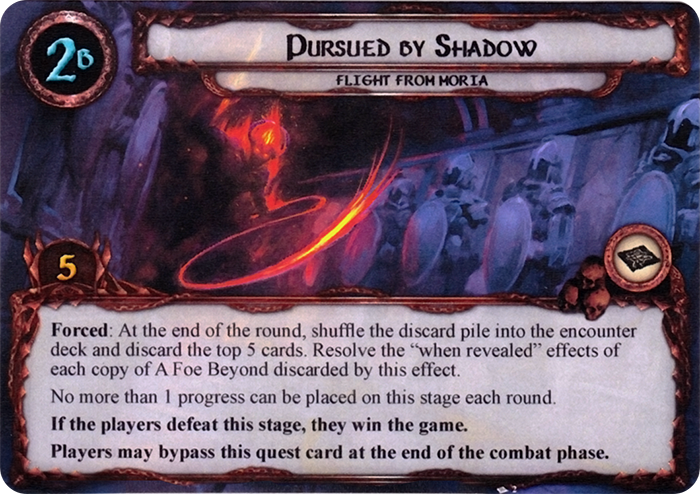 2B
PURSUED BY SHADOW
FLIGHT FROM MORIA
5
Forced: At the end of the round, shuffle the discard pile into the encounter
deck and discard the top 5 cards. Resolve the “when revealed” effects of
each copy of A Foe Beyond discarded by this effect.
No more than 1 progress can be placed on this stage each round.
If the players defeat this stage, they win the game.
Players may bypass this quest card at the end of the combat phase.